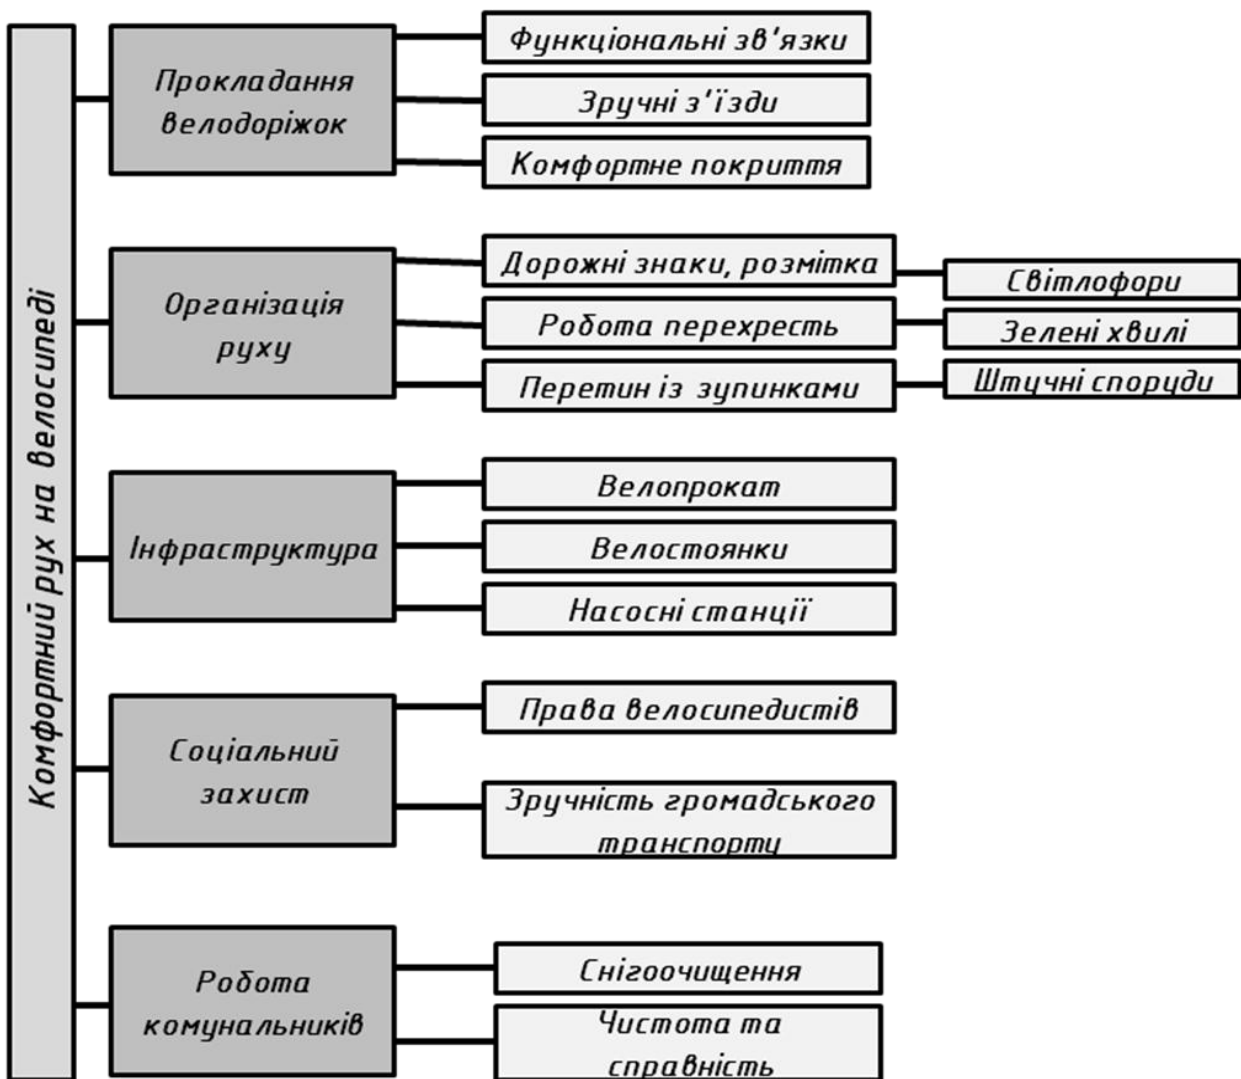 Комфортний рух на велосипеді
Прокладання
велодоріжок
Функціональні зв'язки
Зручні з'їзди
Комфортне покриття
Організація
руху
Дорожні знаки, розмітка
Світлофори
Робота перехресть
Зелені хвилі
Перетин із зупинками
Штучні споруди
Інфраструктура
Велопрокат
Велостоянки
Насосні станції
Соціальний
захист
Права велосипедистів
Зручність громадського
транспорту
Робота
комунальників
Снігоочищення
Чистота та
справність